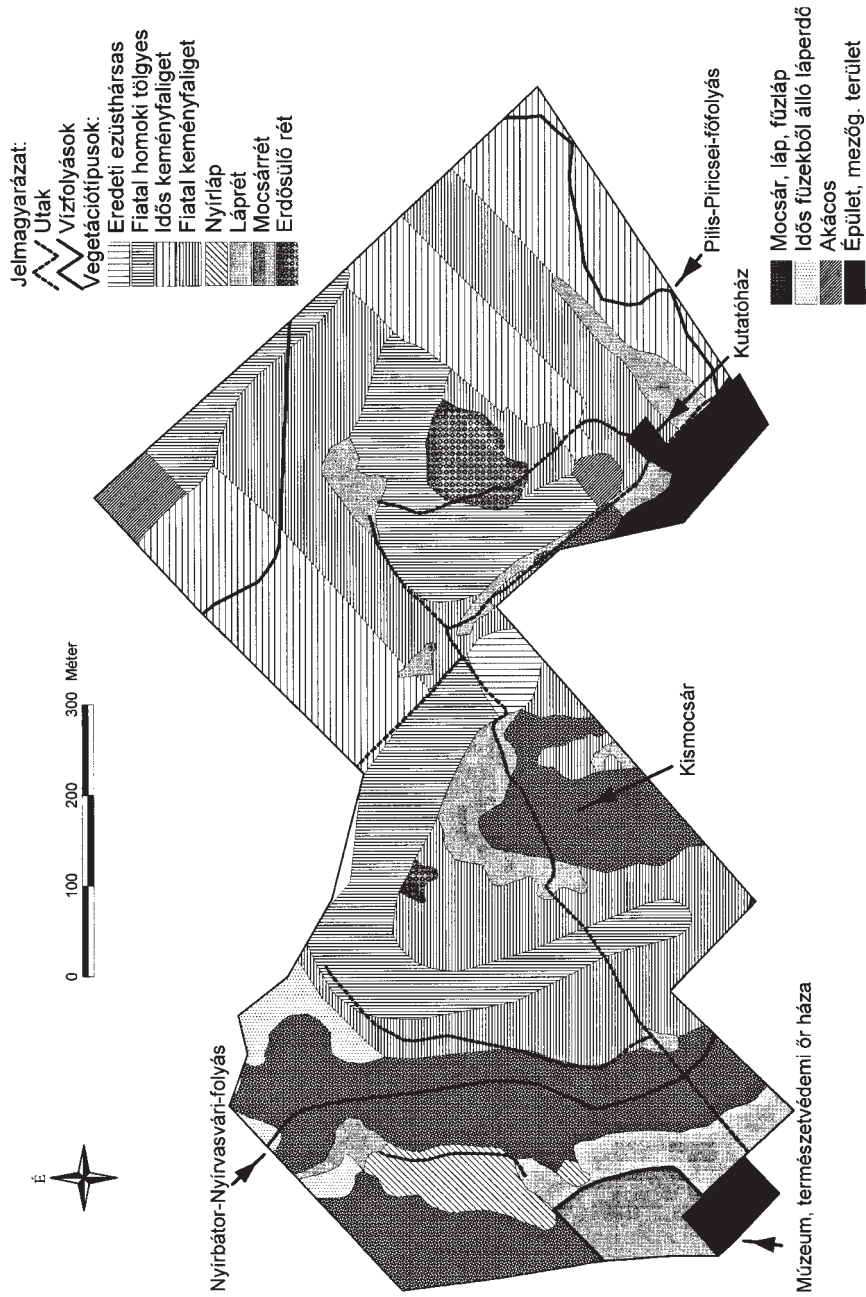 É
0 100 200 300 Méter
Jelmagyarázat:
Utak
Vízfolyások
Vegetációtípusok:
Eredeti ezüsthársas
Fiatal homoki tölgyes
Idős keményfaliget
Fiatal keményfaliget
Nyírláp
Láprét
Mocsárrét
Erdősülő rét
Nyírbátor-Nyírvasvári-folyás
Pilis-Piricsei-főfolyás
Kutatóház
Kismocsár
Múzeum, természetvédemi őr háza
Mocsár, láp, fűzláp
Idős füzekből álló láperdő
Akácos
Épület, mezőg. terület